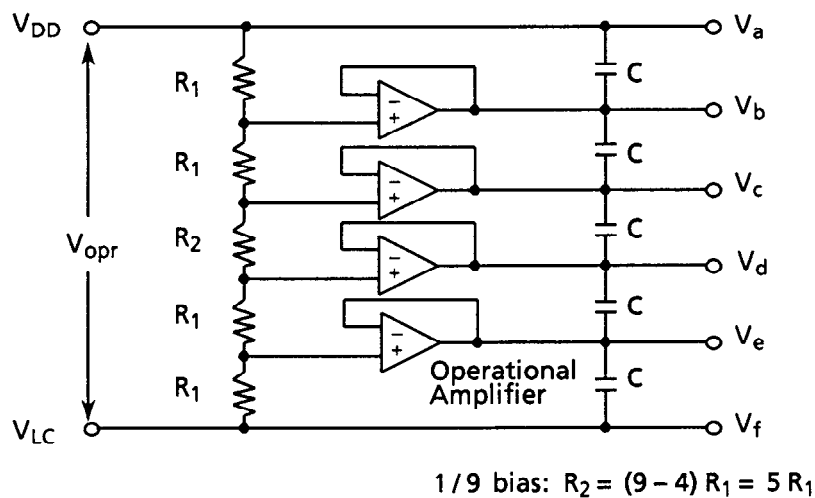 V_DD
V_a
R_1
C
−
+
V_b
R_1
C
−
+
V_c
V_opr
R_2
C
−
+
V_d
R_1
C
−
+
V_e
Operational
Amplifier
R_1
C
V_LC
V_f
1/9 bias: R_2 = (9 – 4) R_1 = 5 R_1